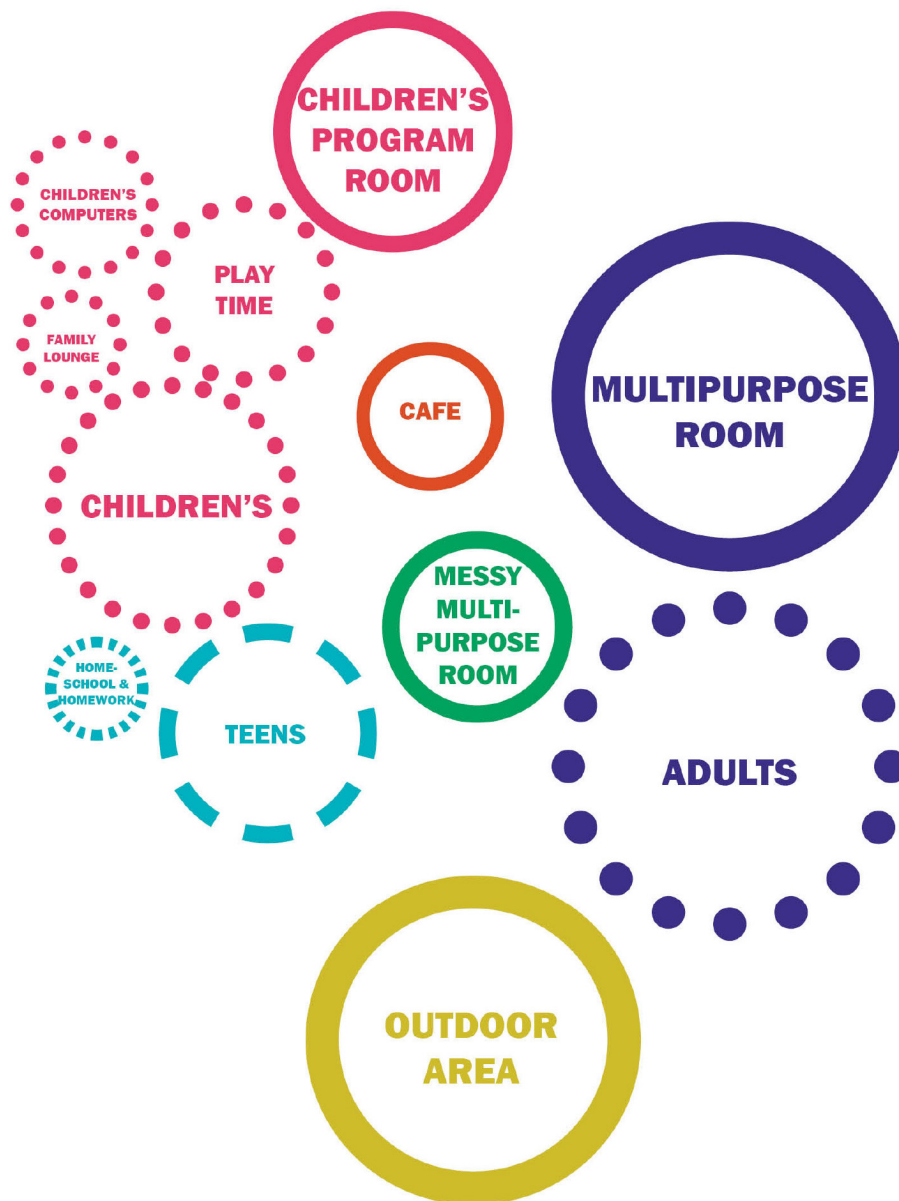 CHILDREN'S
PROGRAM
ROOM
CHILDREN'S
COMPUTERS
PLAY
TIME
FAMILY
LOUNGE
MULTIPURPOSE
ROOM
CAFE
CHILDREN'S
MESSY
MULTI-
PURPOSE
ROOM
HOME-
SCHOOL &
HOMEWORK
TEENS
ADULTS
OUTDOOR
AREA